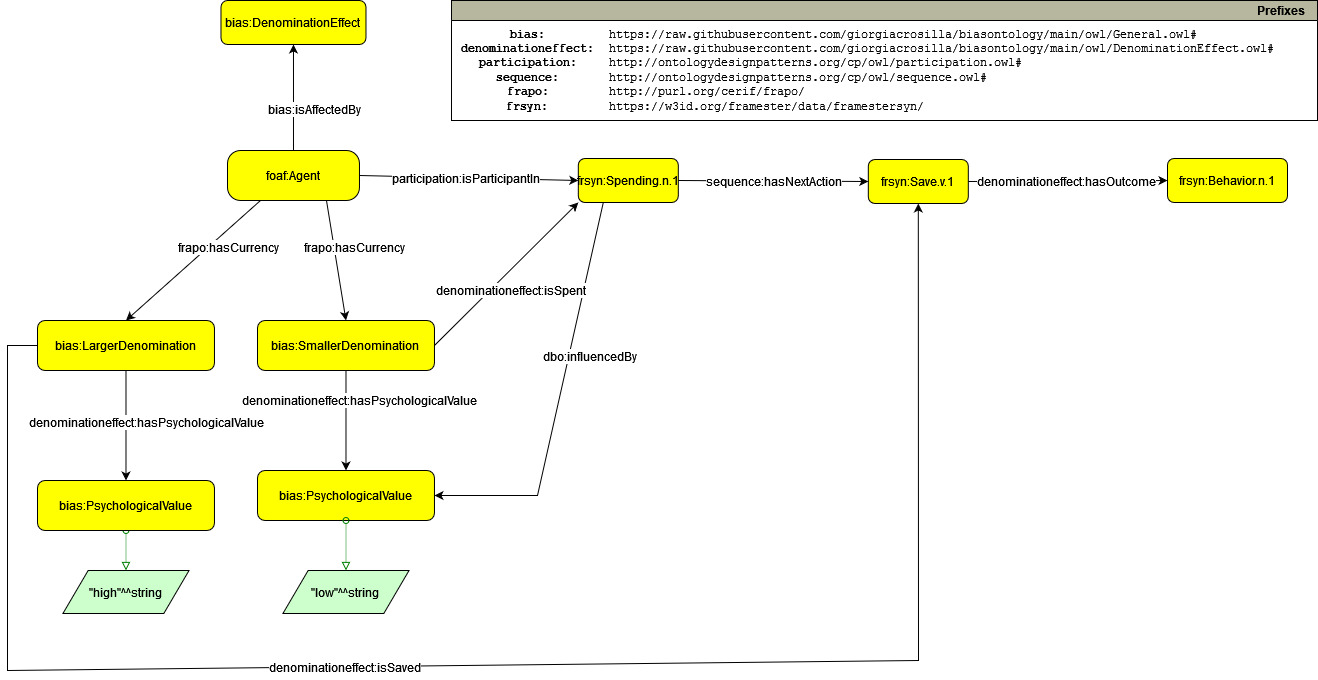 bias:DenominationEffect
Prefixes
bias: https://raw.githubusercontent.com/giorgiacrosilla/biasontology/main/owl/General.owl#
denominationeffect: https://raw.githubusercontent.com/giorgiacrosilla/biasontology/main/owl/DenominationEffect.owl#
participation: http://ontologydesignpatterns.org/cp/owl/participation.owl#
sequence: http://ontologydesignpatterns.org/cp/owl/sequence.owl#
frapo: http://purl.org/cerif/frapo/
frsyn: https://w3id.org/framester/data/framestersyn/
bias:isAffectedBy
foaf:Agent
participation:isParticipantIn
frsyn:Spending.n.1
sequence:hasNextAction
frsyn:Save.v.1
denominationeffect:hasOutcome
frsyn:Behavior.n.1
frapo:hasCurrency
frapo:hasCurrency
denominationeffect:isSpent
bias:LargerDenomination
bias:SmallerDenomination
dbo:influencedBy
denominationeffect:hasPsychologicalValue
denominationeffect:hasPsychologicalValue
bias:PsychologicalValue
bias:PsychologicalValue
"high"^^string
"low"^^string
denominationeffect:isSaved